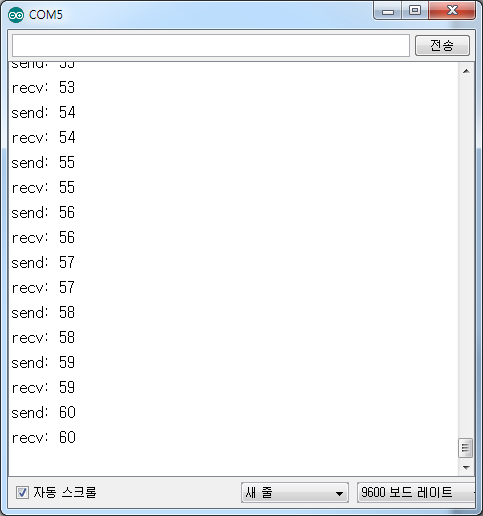 COM5
전송
send: 53
recv: 53
send: 54
recv: 54
send: 55
recv: 55
send: 56
recv: 56
send: 57
recv: 57
send: 58
recv: 58
send: 59
recv: 59
send: 60
recv: 60
자동 스크롤
새 줄
9600 보드 레이트